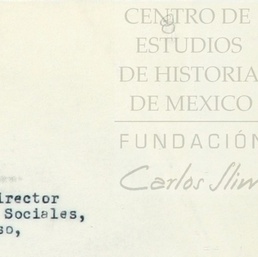 CENTRO DE
ESTUDIOS
DE HISTORIA
DE MEXICO
FUNDACIÓN
Carlos Slim
irector
Sociales,
so,